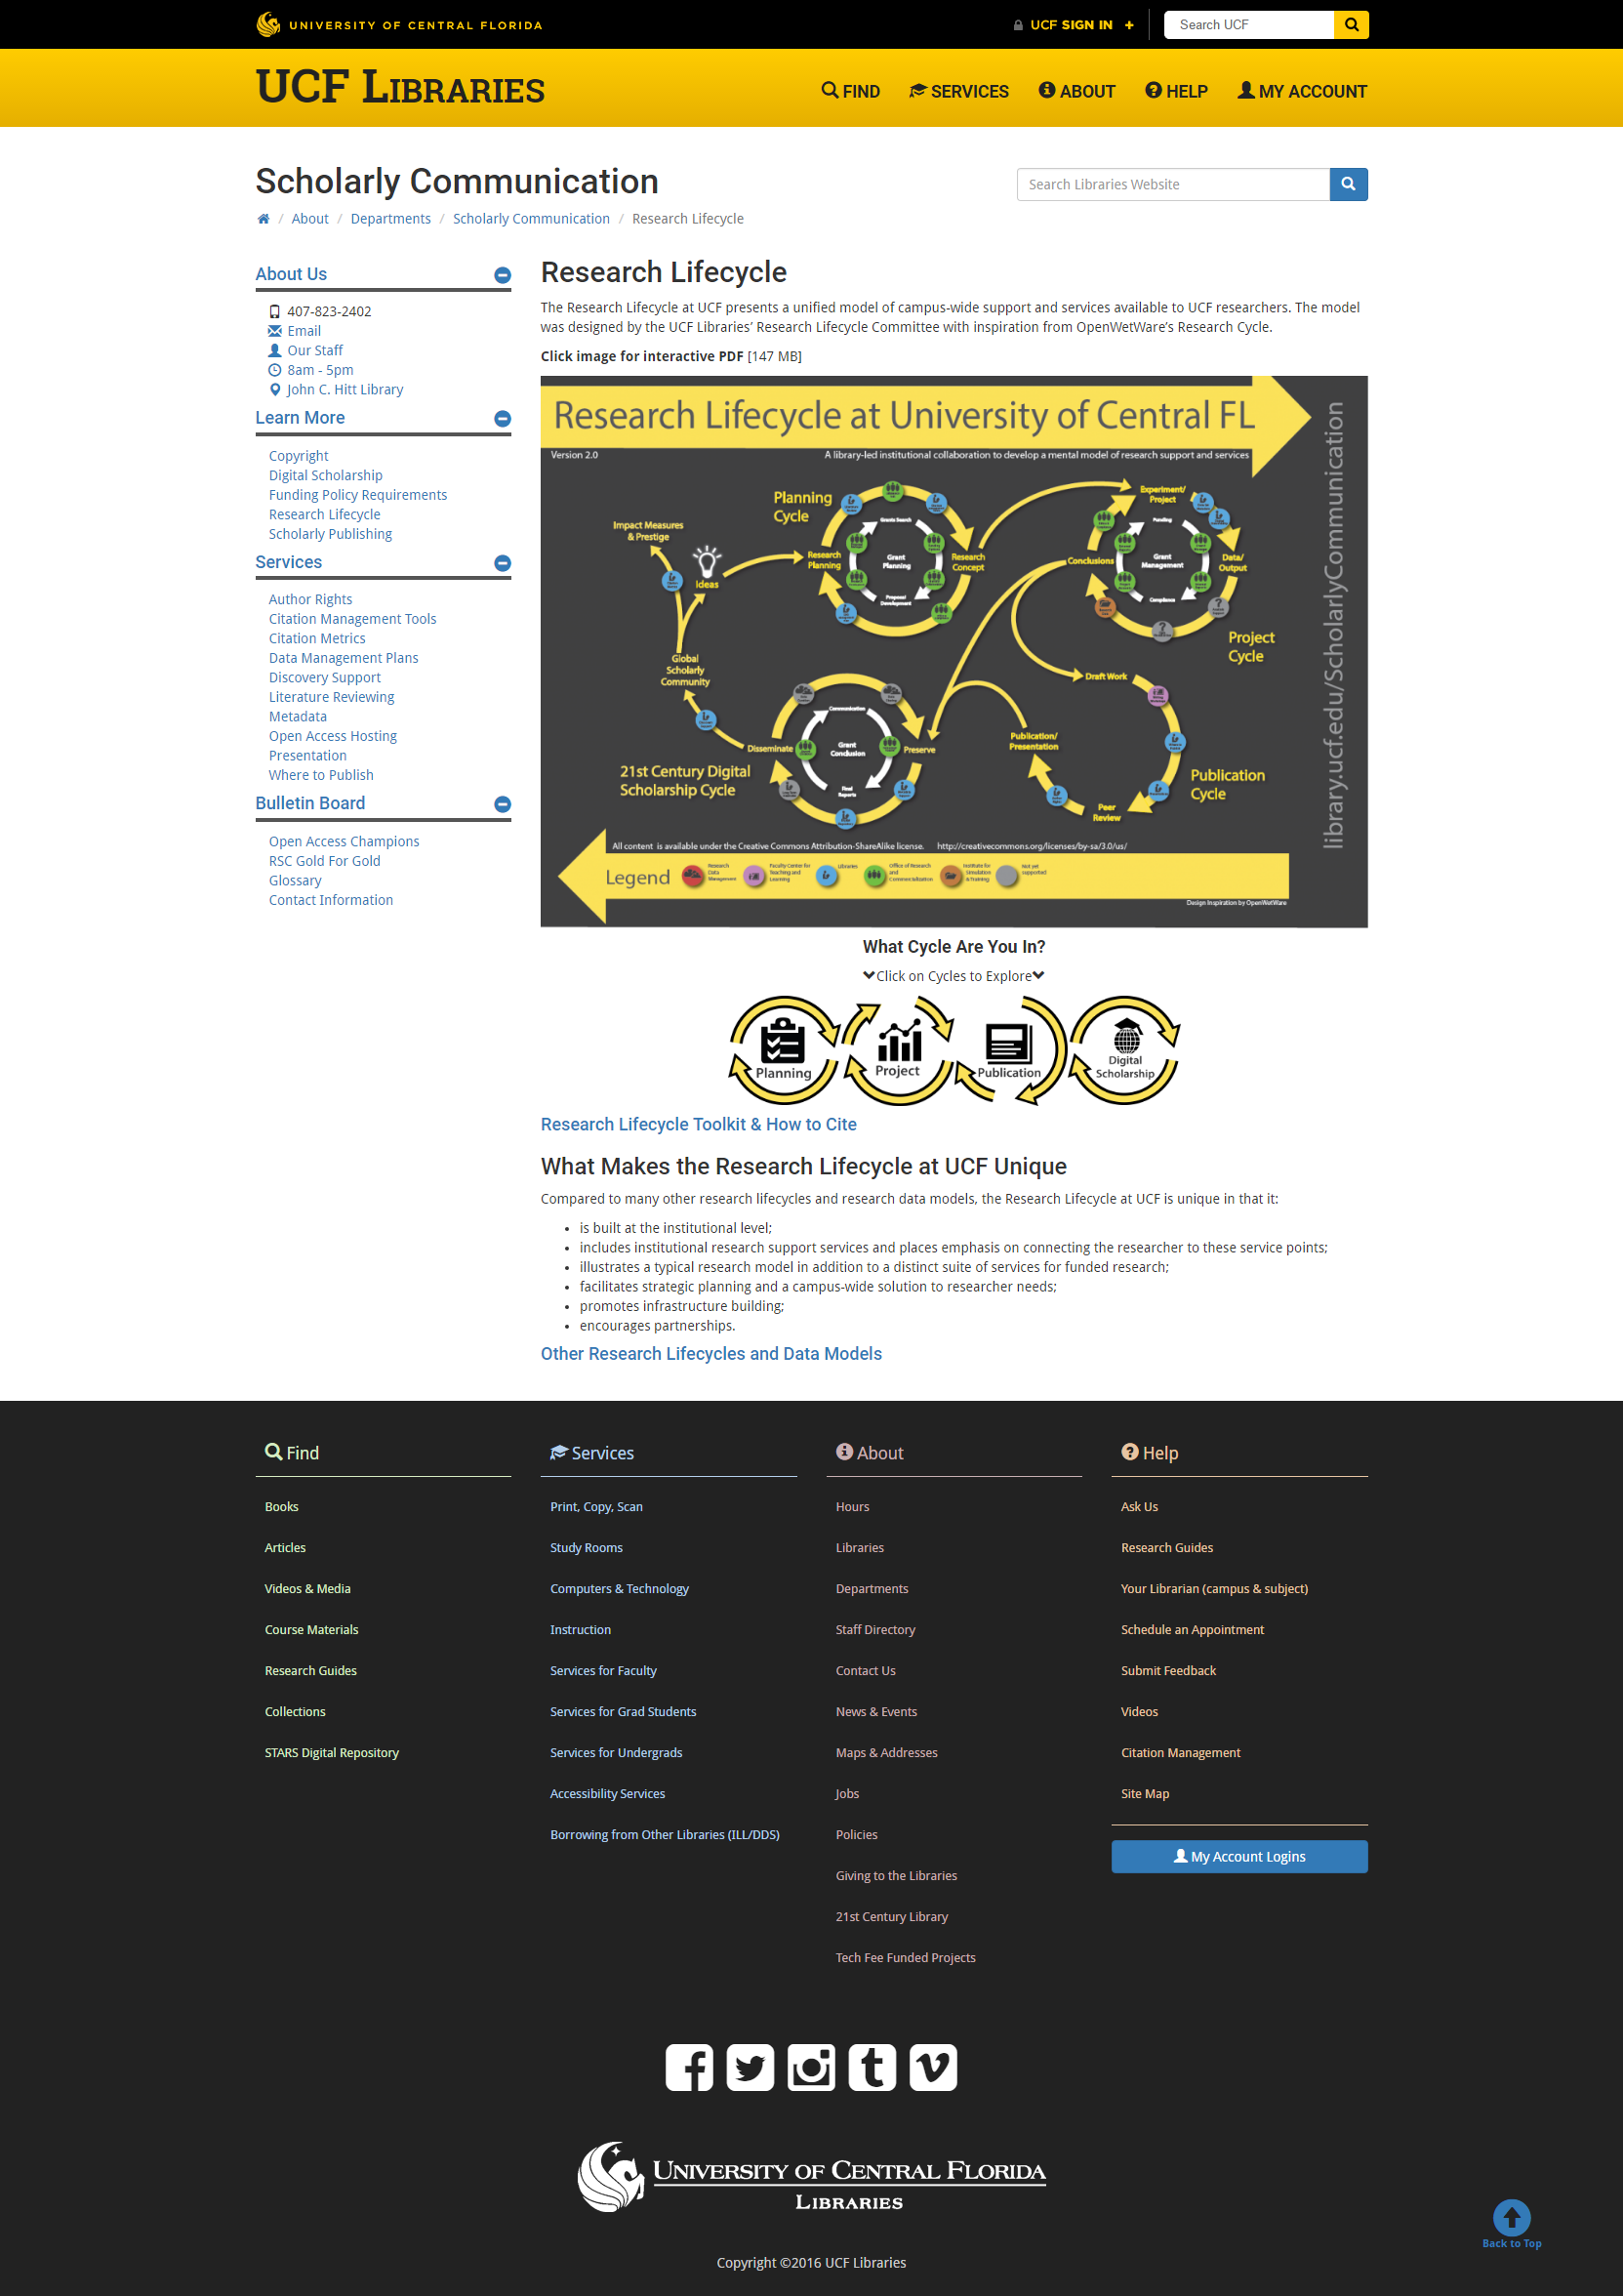 UNIVERSITY OF CENTRAL FLORIDA
UCF SIGN IN +
Search UCF
UCF LIBRARIES
FIND
SERVICES
ABOUT
HELP
MY ACCOUNT
Scholarly Communication
Search Libraries Website
/ About / Departments / Scholarly Communication / Research Lifecycle
About Us
407-823-2402
Email
Our Staff
8am - 5pm
John C. Hitt Library
Learn More
Copyright
Digital Scholarship
Funding Policy Requirements
Research Lifecycle
Scholarly Publishing
Services
Author Rights
Citation Management Tools
Citation Metrics
Data Management Plans
Discovery Support
Literature Reviewing
Metadata
Open Access Hosting
Presentation
Where to Publish
Bulletin Board
Open Access Champions
RSC Gold For Gold
Glossary
Contact Information
Research Lifecycle
The Research Lifecycle at UCF presents a unified model of campus-wide support and services available to UCF researchers. The model
was designed by the UCF Libraries’ Research Lifecycle Committee with inspiration from OpenWetWare’s Research Cycle.
Click image for interactive PDF [147 MB]
Research Lifecycle at University of Central FL
Version 2.0
A library-led institutional collaboration to develop a mental model of research support and services
library.ucf.edu/ScholarlyCommunication
Planning
Cycle
Impact Measures
& Prestige
Ideas
Research
Planning
Grants Search
Grant
Planning
Proposal
Development
Research
Concept
Experiment/
Project
Funding
Grant
Management
Compliance
Conclusions
Data/
Output
Project
Cycle
Global
Scholarly
Community
Draft Work
Communication
Grant
Conclusion
Final
Reports
Disseminate
Preserve
Publication/
Presentation
21st Century Digital
Scholarship Cycle
Publication
Cycle
Peer
Review
All content is available under the Creative Commons Attribution-ShareAlike license. http://creativecommons.org/licenses/by-sa/3.0/us/
Legend
Research
Data
Management
Faculty Center for
Teaching and
Learning
Libraries
Office of Research
and
Commercialization
Institute for
Simulation
& Training
Not yet
supported
Design Inspiration by OpenWetWare
What Cycle Are You In?
Click on Cycles to Explore
Planning
Project
Publication
Digital
Scholarship
Research Lifecycle Toolkit & How to Cite
What Makes the Research Lifecycle at UCF Unique
Compared to many other research lifecycles and research data models, the Research Lifecycle at UCF is unique in that it:
• is built at the institutional level;
• includes institutional research support services and places emphasis on connecting the researcher to these service points;
• illustrates a typical research model in addition to a distinct suite of services for funded research;
• facilitates strategic planning and a campus-wide solution to researcher needs;
• promotes infrastructure building;
• encourages partnerships.
Other Research Lifecycles and Data Models
Find
Books
Articles
Videos & Media
Course Materials
Research Guides
Collections
STARS Digital Repository
Services
Print, Copy, Scan
Study Rooms
Computers & Technology
Instruction
Services for Faculty
Services for Grad Students
Services for Undergrads
Accessibility Services
Borrowing from Other Libraries (ILL/DDS)
About
Hours
Libraries
Departments
Staff Directory
Contact Us
News & Events
Maps & Addresses
Jobs
Policies
Giving to the Libraries
21st Century Library
Tech Fee Funded Projects
Help
Ask Us
Research Guides
Your Librarian (campus & subject)
Schedule an Appointment
Submit Feedback
Videos
Citation Management
Site Map
My Account Logins
UNIVERSITY OF CENTRAL FLORIDA
LIBRARIES
Back to Top
Copyright ©2016 UCF Libraries